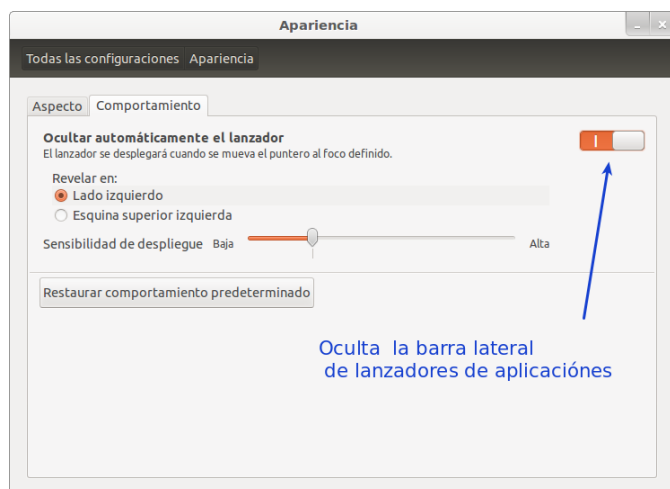 Apariencia
Todas las configuraciones Apariencia
Aspecto Comportamiento
Ocultar automáticamente el lanzador
El lanzador se desplegará cuando se mueva el puntero al foco definido.
Revelar en:
Lado izquierdo
Esquina superior izquierda
Sensibilidad de despliegue Baja Alta
Restaurar comportamiento predeterminado
Oculta la barra lateral
de lanzadores de aplicaciónes